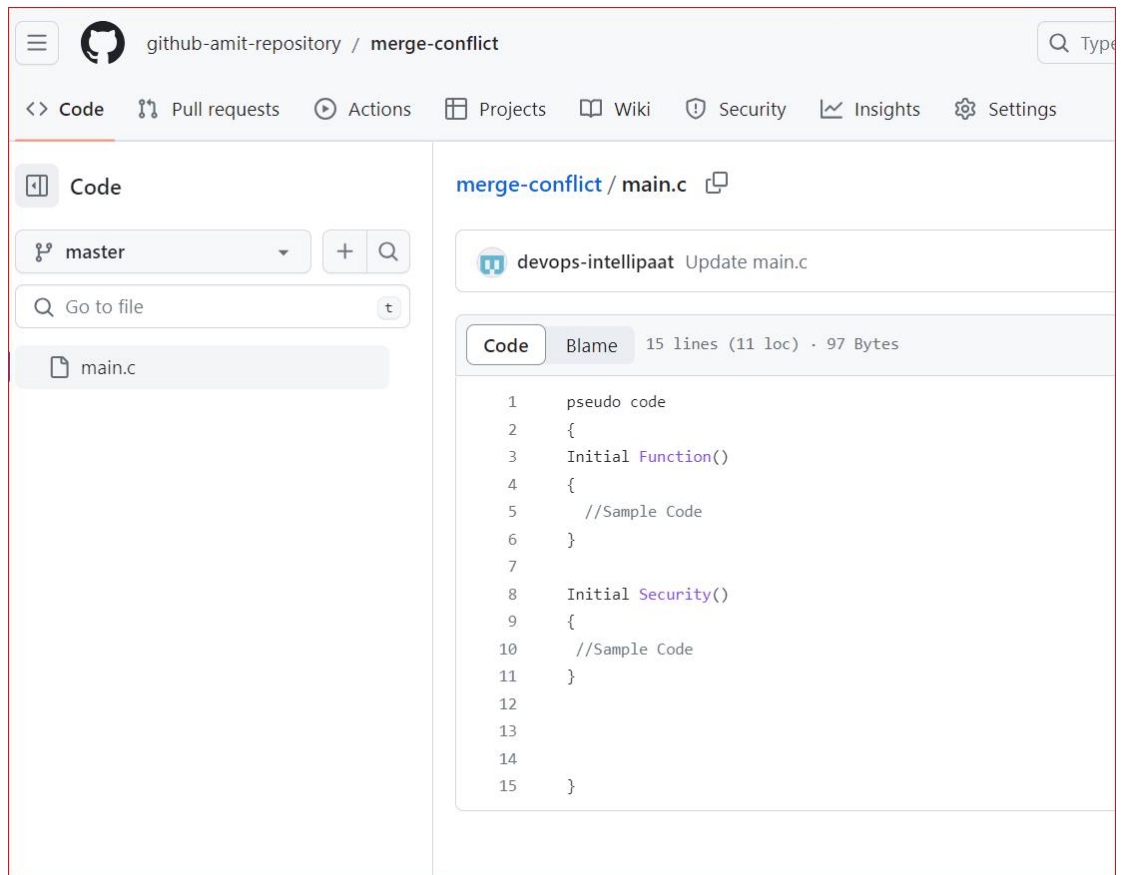 github-amit-repository / merge-conflict
Type
<> Code Pull requests Actions Projects Wiki Security Insights Settings
Code
merge-conflict / main.c
master
devops-intellipaat Update main.c
Go to file t
Code Blame 15 lines (11 loc) · 97 Bytes
main.c
1 pseudo code
2 {
3 Initial Function()
4 {
5 //Sample Code
6 }
7
8 Initial Security()
9 {
10 //Sample Code
11 }
12
13
14
15 }